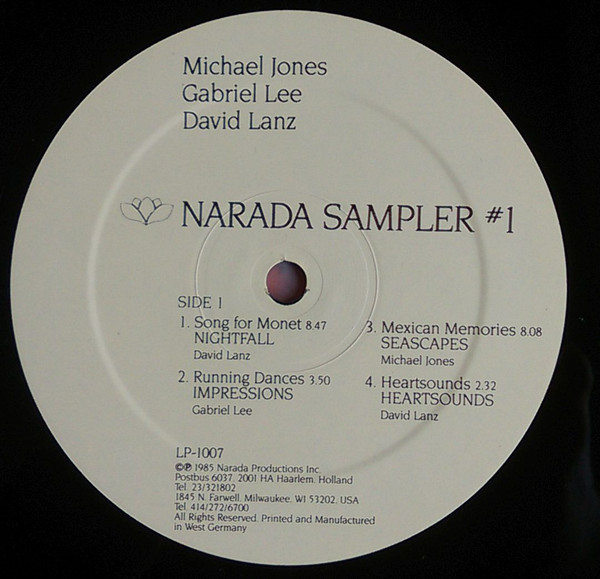 Michael Jones
Gabriel Lee
David Lanz
NARADA SAMPLER #1
SIDE 1
1. Song for Monet 8.47
NIGHTFALL
David Lanz
2. Running Dances 3.50
IMPRESSIONS
Gabriel Lee
3. Mexican Memories 8.08
SEASCAPES
Michael Jones
4. Heartsounds 2.32
HEARTSOUNDS
David Lanz
LP-1007
©℗ 1985 Narada Productions Inc.
Postbus 6037, 2001 HA Haarlem, Holland
Tel. 23/321802
1845 N. Farwell, Milwaukee, WI 53202, USA
Tel. 414/272/6700
All Rights Reserved. Printed and Manufactured
in West Germany